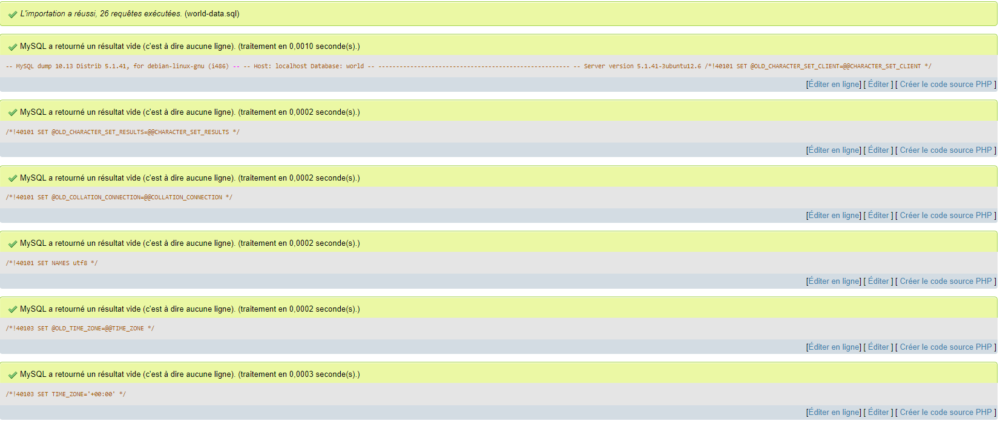 L'importation a réussi, 26 requêtes exécutées. (world-data.sql)
MySQL a retourné un résultat vide (c'est à dire aucune ligne). (traitement en 0,0010 seconde(s).)
-- MySQL dump 10.13 Distrib 5.1.41, for debian-linux-gnu (i486) -- -- Host: localhost Database: world -- ------------------------------------------------------ -- Server version 5.1.41-3ubuntu12.6 /*!40101 SET @OLD_CHARACTER_SET_CLIENT=@@CHARACTER_SET_CLIENT */
[Éditer en ligne] [ Éditer ] [ Créer le code source PHP ]
MySQL a retourné un résultat vide (c'est à dire aucune ligne). (traitement en 0,0002 seconde(s).)
/*!40101 SET @OLD_CHARACTER_SET_RESULTS=@@CHARACTER_SET_RESULTS */
[Éditer en ligne] [ Éditer ] [ Créer le code source PHP ]
MySQL a retourné un résultat vide (c'est à dire aucune ligne). (traitement en 0,0002 seconde(s).)
/*!40101 SET @OLD_COLLATION_CONNECTION=@@COLLATION_CONNECTION */
[Éditer en ligne] [ Éditer ] [ Créer le code source PHP ]
MySQL a retourné un résultat vide (c'est à dire aucune ligne). (traitement en 0,0002 seconde(s).)
/*!40101 SET NAMES utf8 */
[Éditer en ligne] [ Éditer ] [ Créer le code source PHP ]
MySQL a retourné un résultat vide (c'est à dire aucune ligne). (traitement en 0,0002 seconde(s).)
/*!40103 SET @OLD_TIME_ZONE=@@TIME_ZONE */
[Éditer en ligne] [ Éditer ] [ Créer le code source PHP ]
MySQL a retourné un résultat vide (c'est à dire aucune ligne). (traitement en 0,0003 seconde(s).)
/*!40103 SET TIME_ZONE='+00:00' */
[Éditer en ligne] [ Éditer ] [ Créer le code source PHP ]